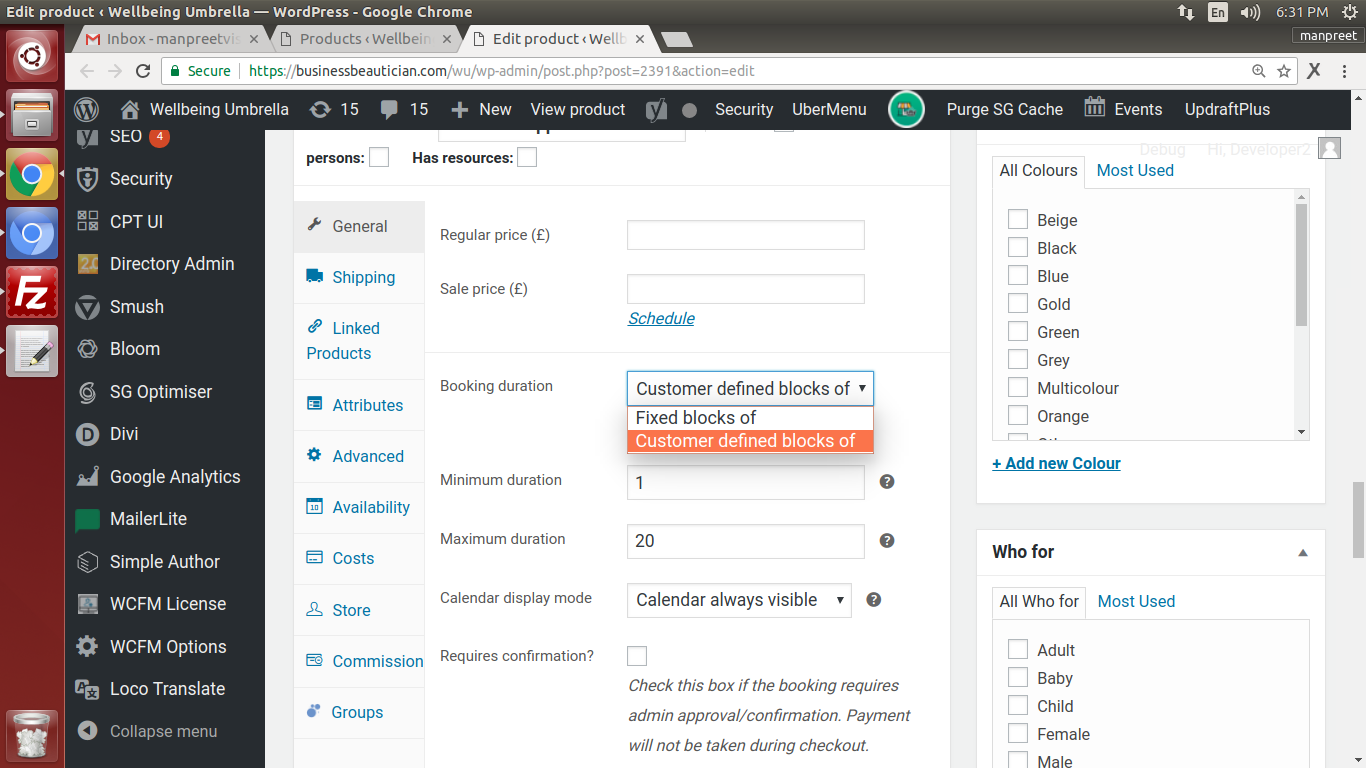 Edit product ‹ Wellbeing Umbrella — WordPress - Google Chrome
En
6:31 PM
manpreet
Inbox - manpreetvis
Products ‹ Wellbein
Edit product ‹ Wellb
Secure
https://businessbeautician.com/wu/wp-admin/post.php?post=2391&action=edit
Wellbeing Umbrella
15
15
New
View product
Security
UberMenu
Purge SG Cache
Events
UpdraftPlus
Debug
Hi, Developer2
SEO 4
Security
CPT UI
Directory Admin
Smush
Bloom
SG Optimiser
Divi
Google Analytics
MailerLite
Simple Author
WCFM License
WCFM Options
Loco Translate
Collapse menu
persons:
Has resources:
General
Shipping
Linked
Products
Attributes
Advanced
Availability
Costs
Store
Commission
Groups
Regular price (£)
Sale price (£)
Schedule
Booking duration
Customer defined blocks of
Fixed blocks of
Customer defined blocks of
Minimum duration
1
Maximum duration
20
Calendar display mode
Calendar always visible
Requires confirmation?
Check this box if the booking requires
admin approval/confirmation. Payment
will not be taken during checkout.
All Colours
Most Used
Beige
Black
Blue
Gold
Green
Grey
Multicolour
Orange
+ Add new Colour
Who for
All Who for
Most Used
Adult
Baby
Child
Female
Male